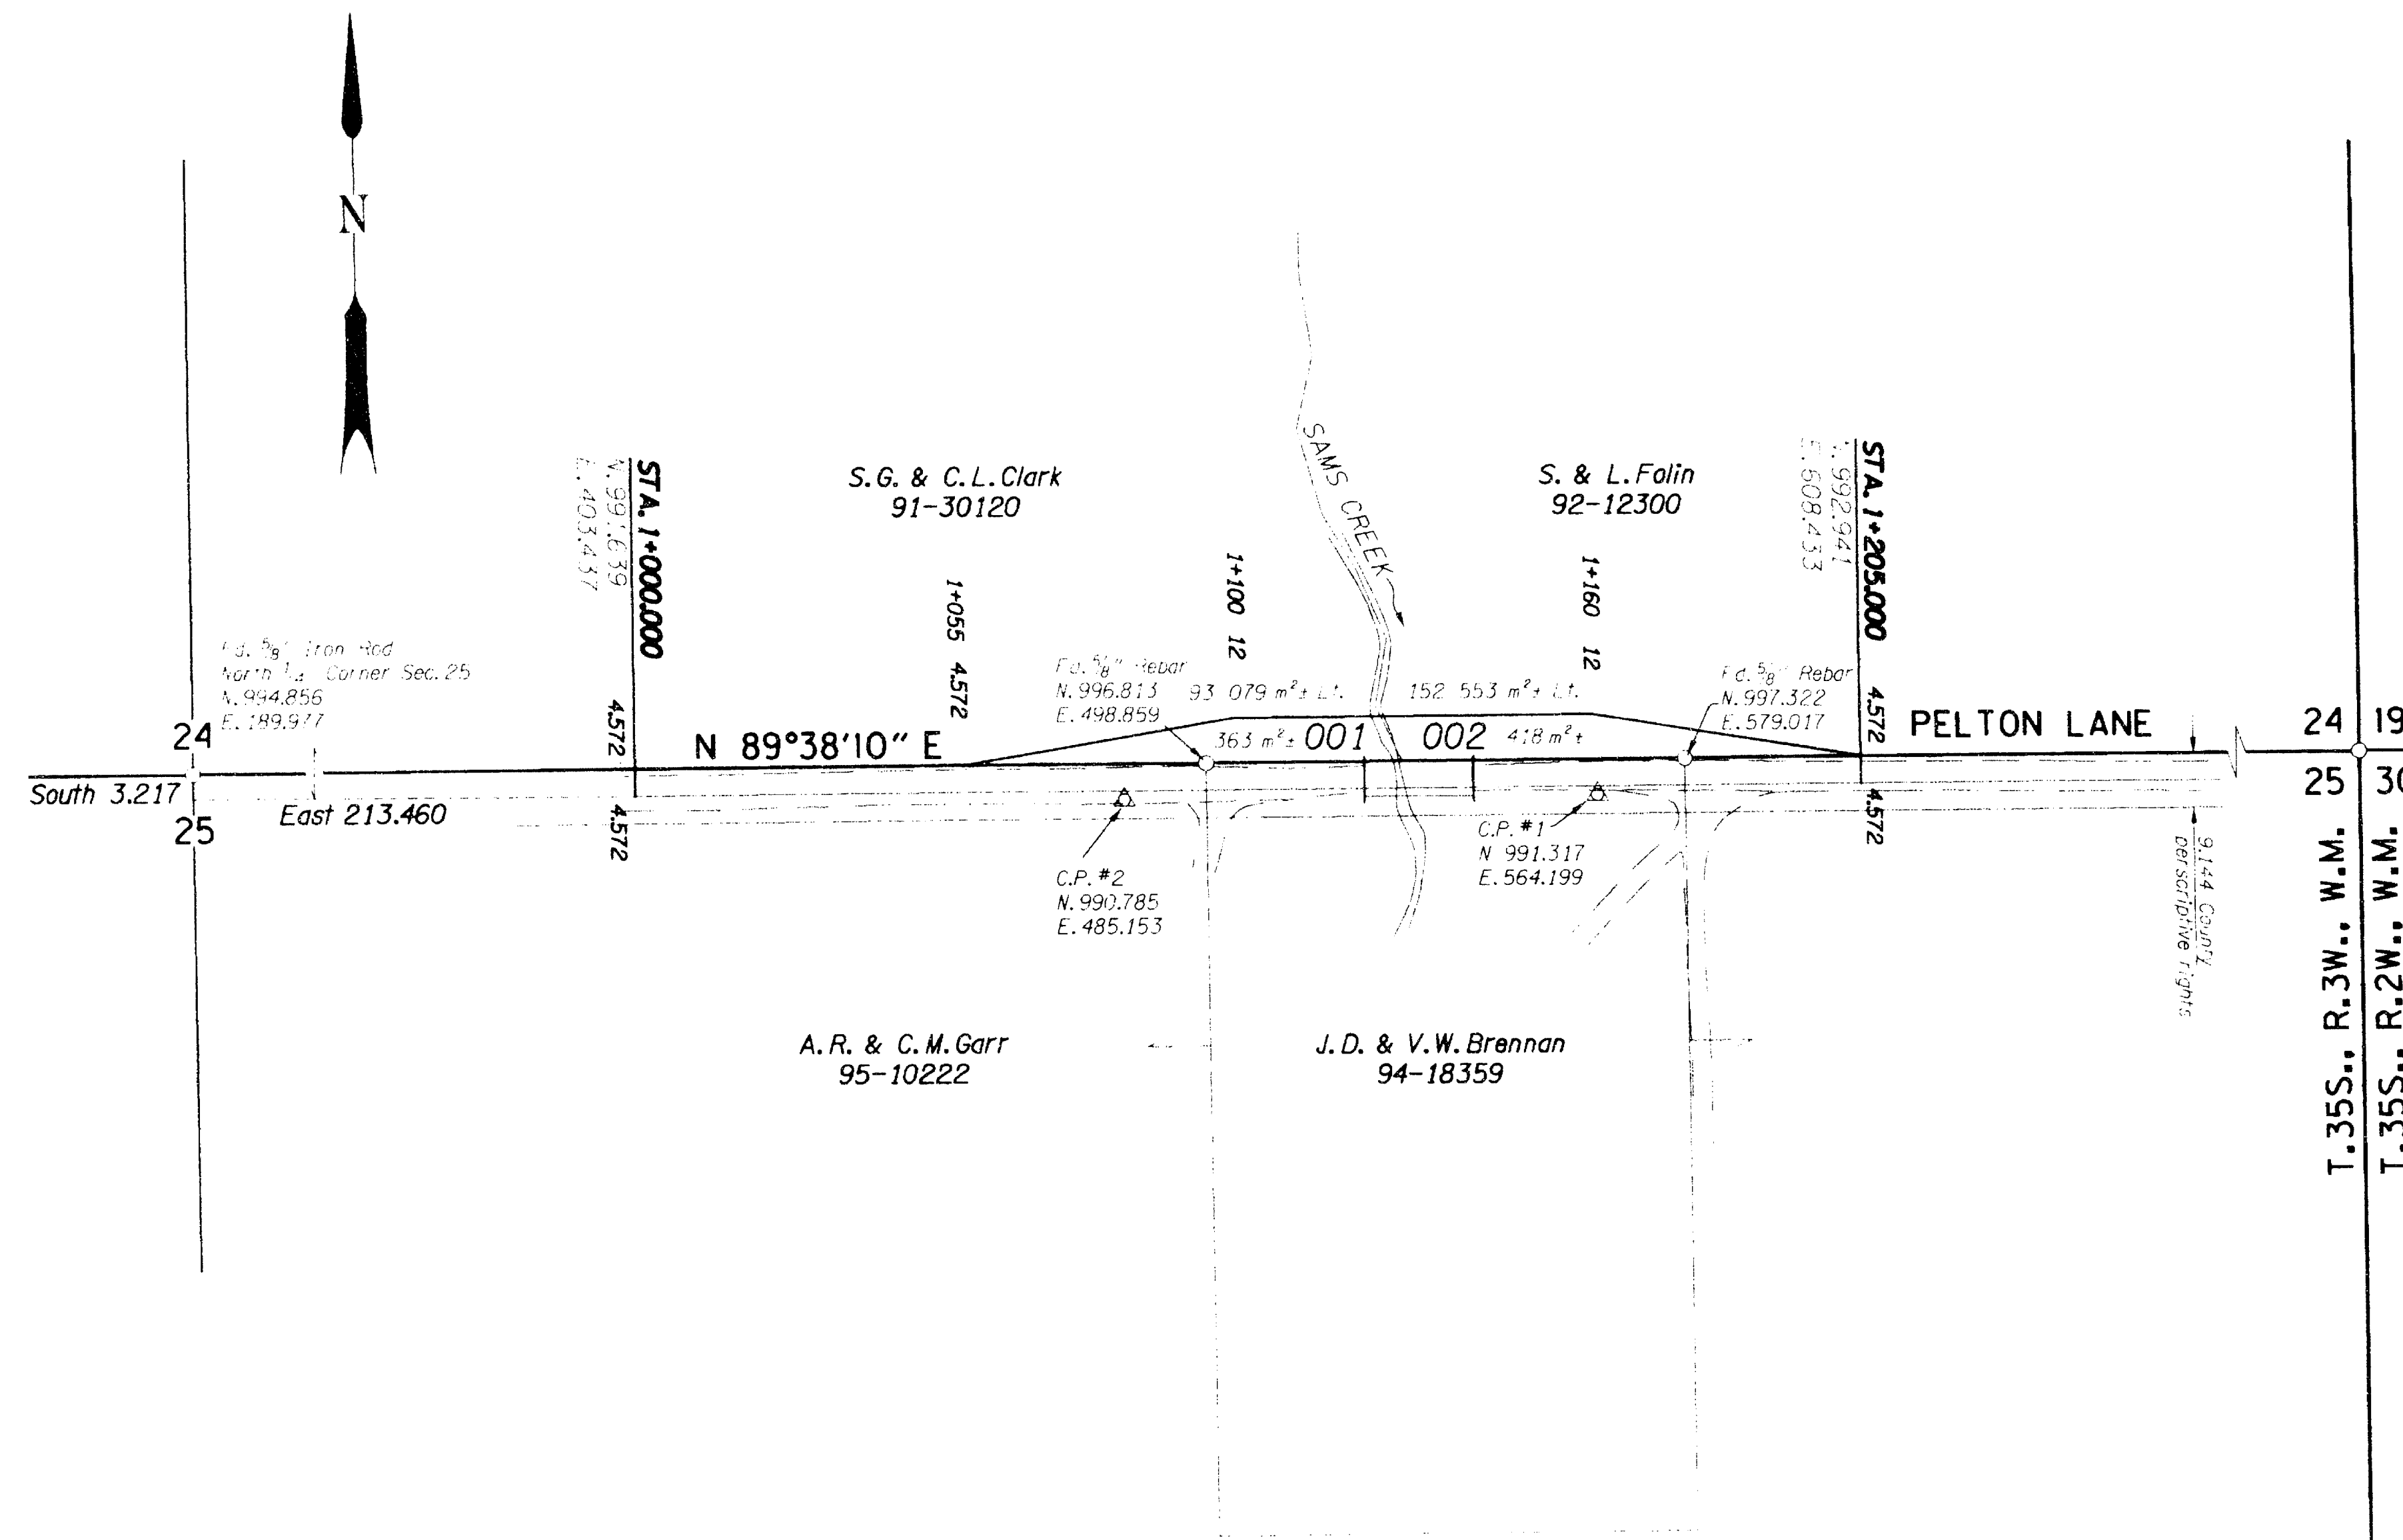 N
S.G. & C.L. Clark
91-30120
S. & L. Folin
92-12300
SAMS CREEK
STA. 1+000.000
N. 991.639
E. 403.437
STA. 1+205.000
N. 992.941
E. 608.433
1+055 4.572
1+100 12
1+160 12
Fd. 5/8" Iron Rod
North 1/4 Corner Sec. 25
N. 994.856
E. 189.977
Fd. 5/8" Rebar
N. 996.813
E. 498.859
93 079 m²± Lt.
152 553 m²± Lt.
Fd. 5/8" Rebar
N. 997.322
E. 579.017
4.572
4.572
24
N 89°38'10" E
363 m²± 001
002 418 m²±
PELTON LANE
24 19
South 3.217
25
East 213.460
4.572
4.572
25 30
C.P. #2
N. 990.785
E. 485.153
C.P. #1
N 991.317
E. 564.199
9.144 County
perscriptive rights
T.35S., R.3W., W.M.
T.35S., R.2W., W.M.
A.R. & C.M. Garr
95-10222
J.D. & V.W. Brennan
94-18359